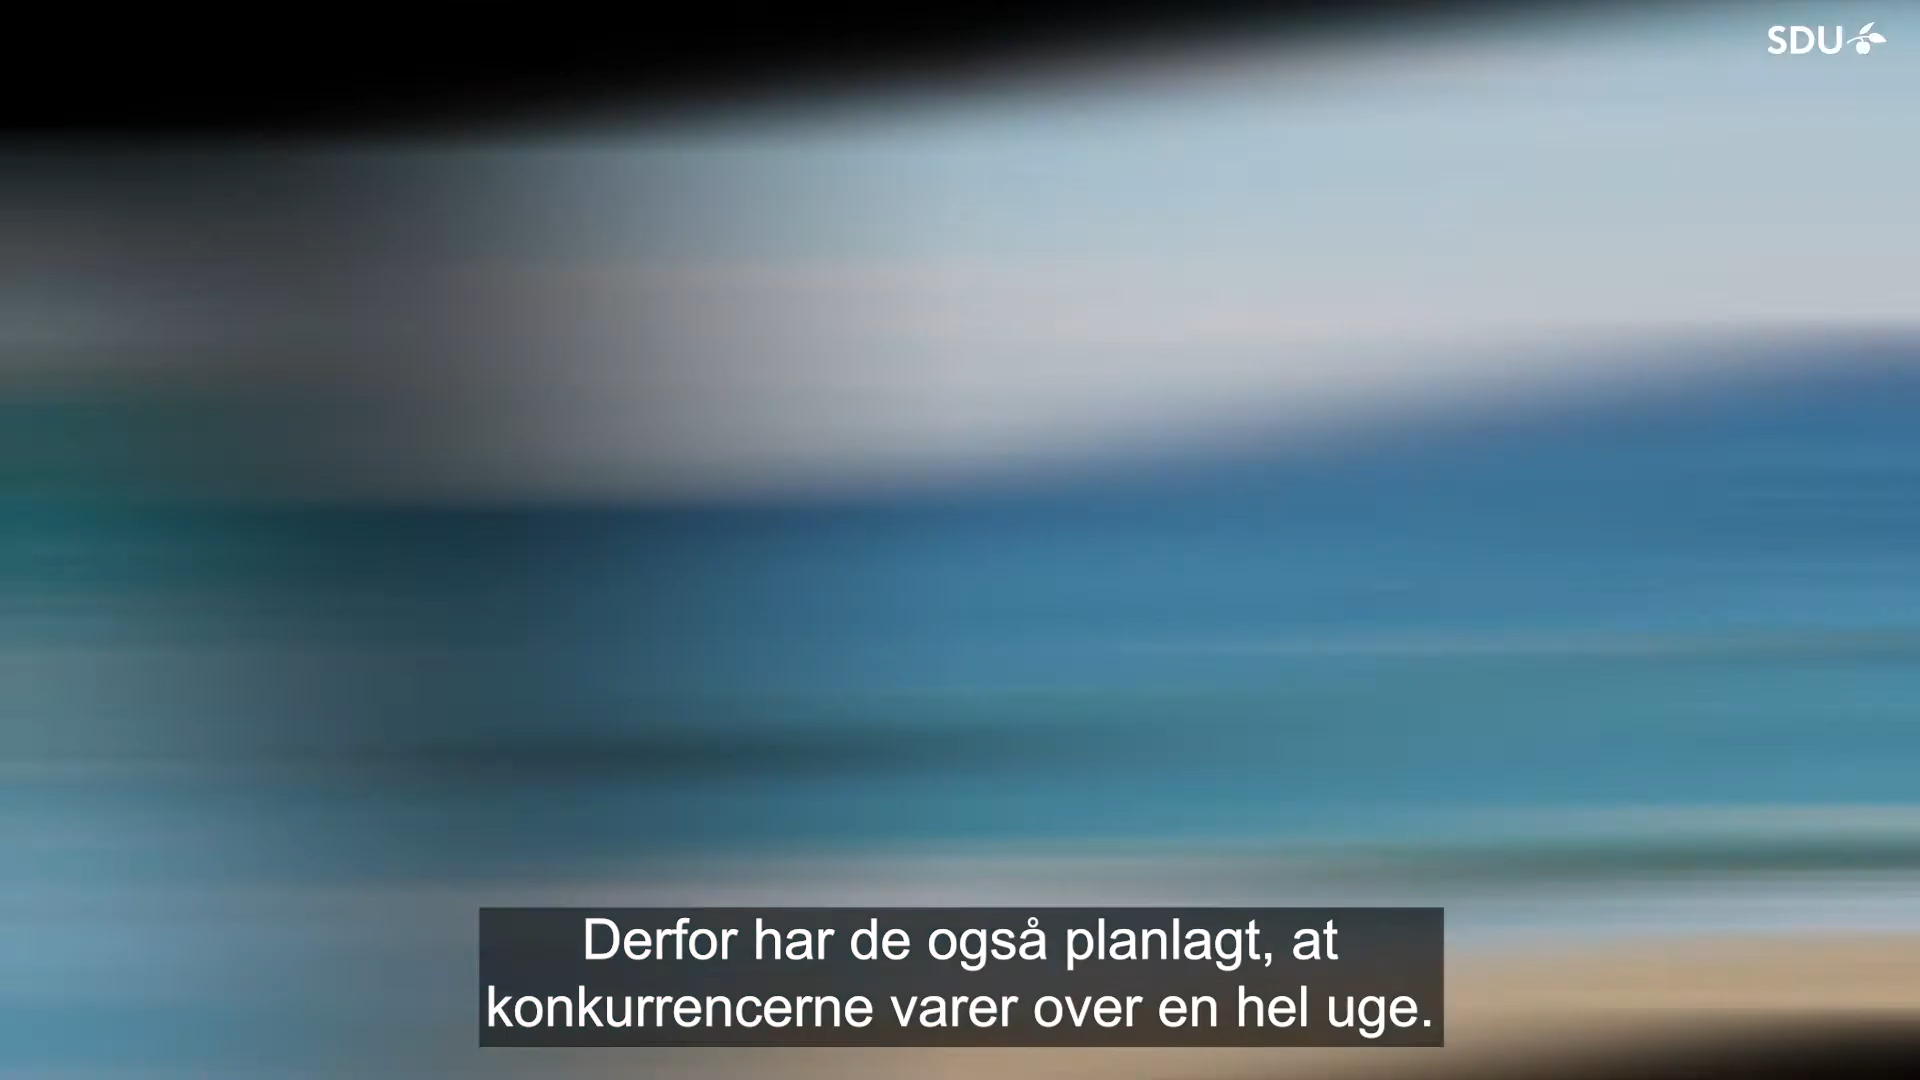 SDU
Derfor har de også planlagt, at
konkurrencerne varer over en hel uge.